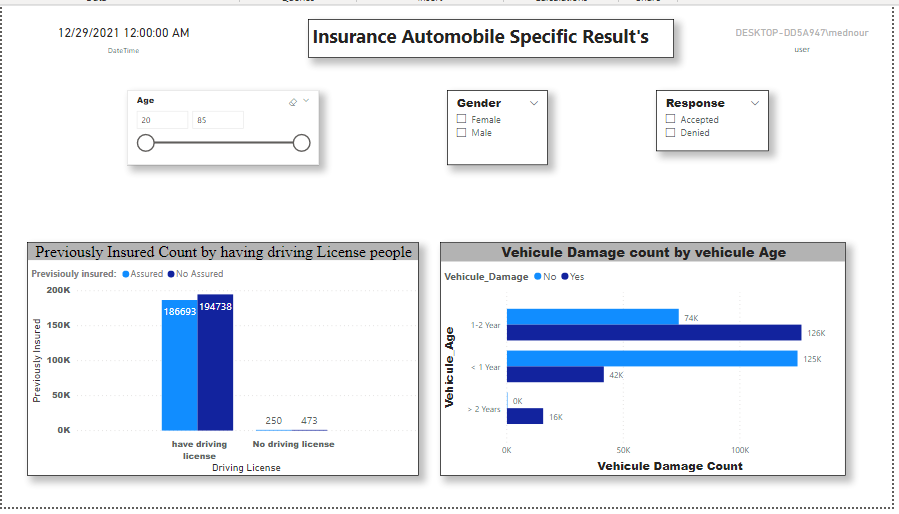 12/29/2021 12:00:00 AM
DateTime
Insurance Automobile Specific Result's
DESKTOP-DD5A947\mednour
user
Age
20 85
Gender
Female
Male
Response
Accepted
Denied
Previously Insured Count by having driving License people
Previsiouly insured: Assured No Assured
200K
150K
100K
50K
0K
Previously Insured
186693 194738
250 473
have driving
license
No driving license
Driving License
Vehicule Damage count by vehicule Age
Vehicule_Damage No Yes
Vehicule_Age
1-2 Year
74K
126K
< 1 Year
125K
42K
> 2 Years
0K
16K
0K 50K 100K
Vehicule Damage Count